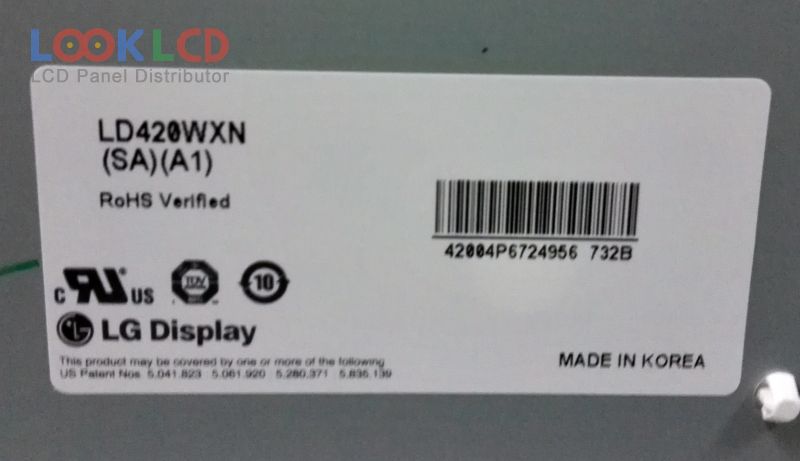 LOOKLCD
LCD Panel Distributor
LD420WXN
(SA)(A1)
RoHS Verified
42004P6724956 732B
c RU US
TÜV
10
LG Display
This product may be covered by one or more of the following
US Patent Nos. 5.041.823 5.061.920 5.280.371 5.835.139
MADE IN KOREA